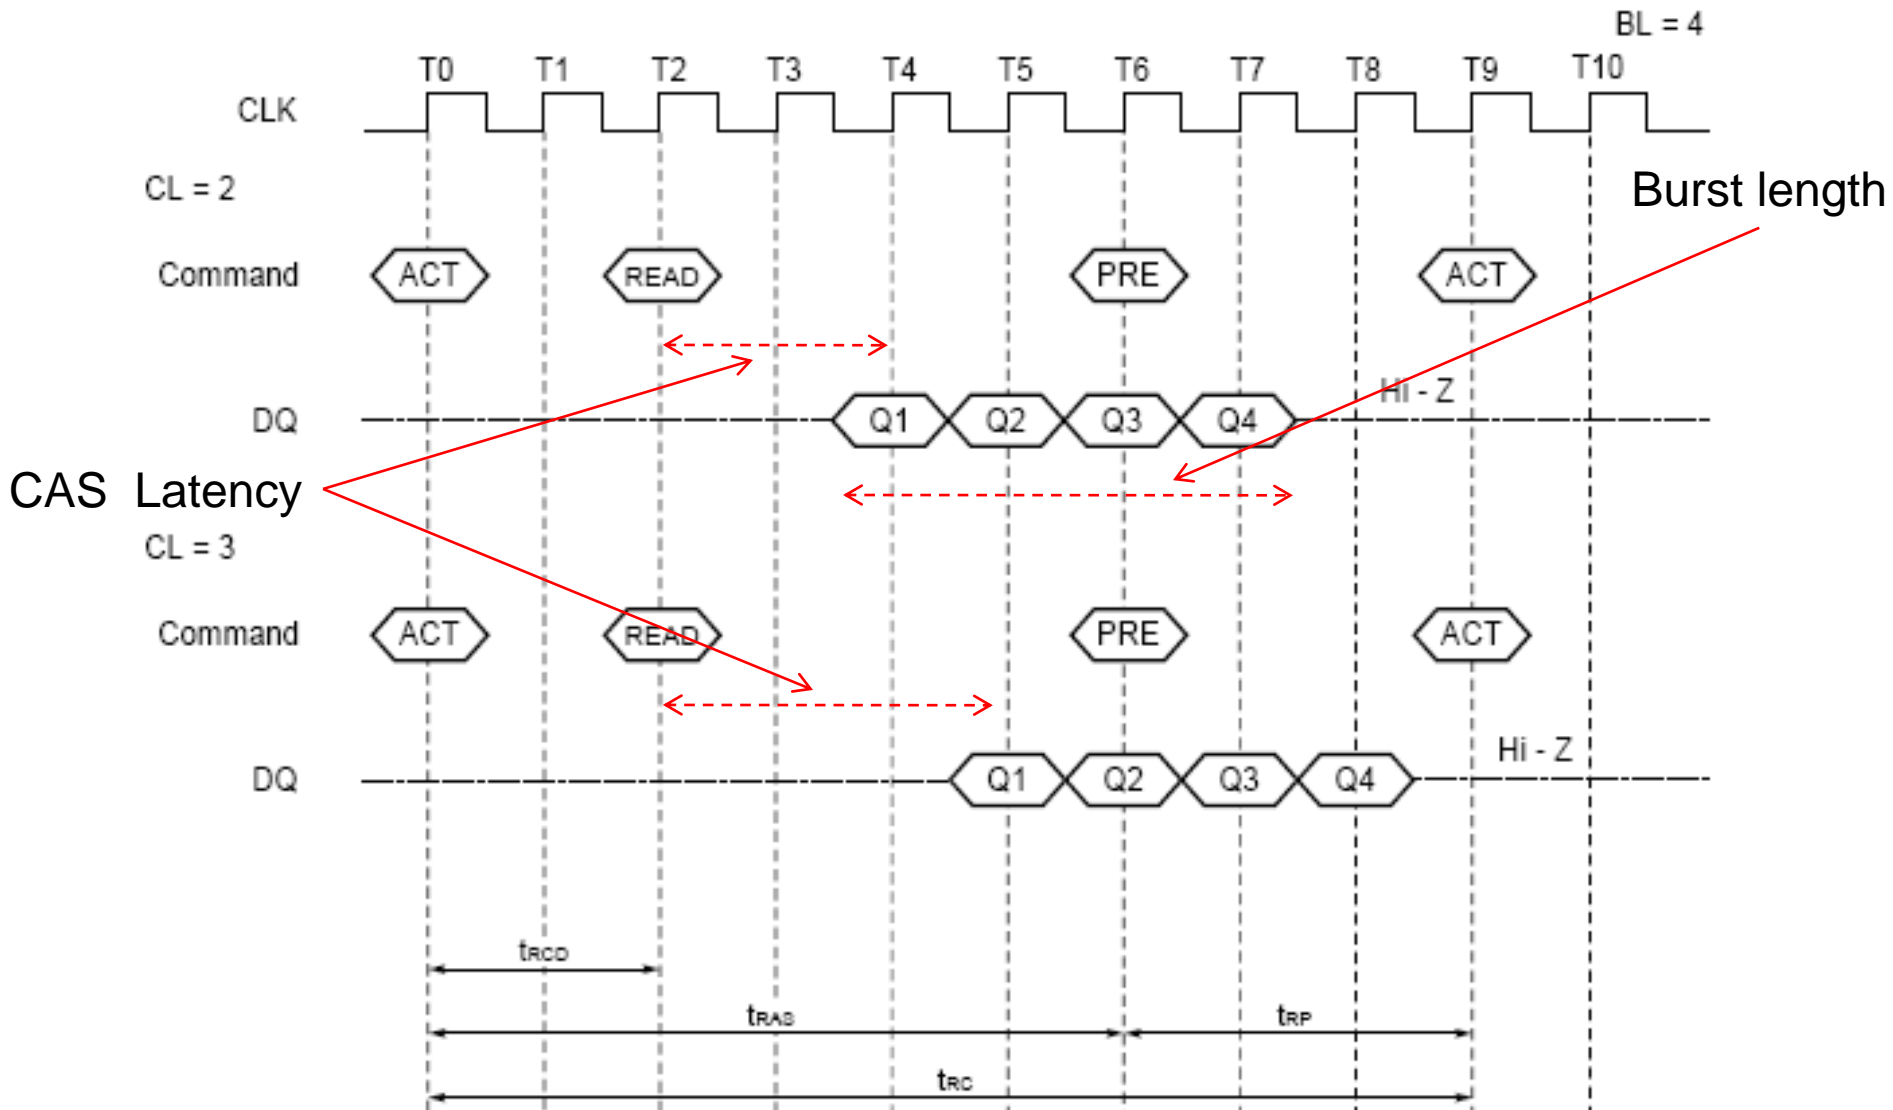 BL = 4
T0 T1 T2 T3 T4 T5 T6 T7 T8 T9 T10
CLK
CL = 2
Burst length
Command ACT READ PRE ACT
Hi - Z
DQ Q1 Q2 Q3 Q4
CAS Latency
CL = 3
Command ACT READ PRE ACT
Hi - Z
DQ Q1 Q2 Q3 Q4
tRCD
tRAS tRP
tRC